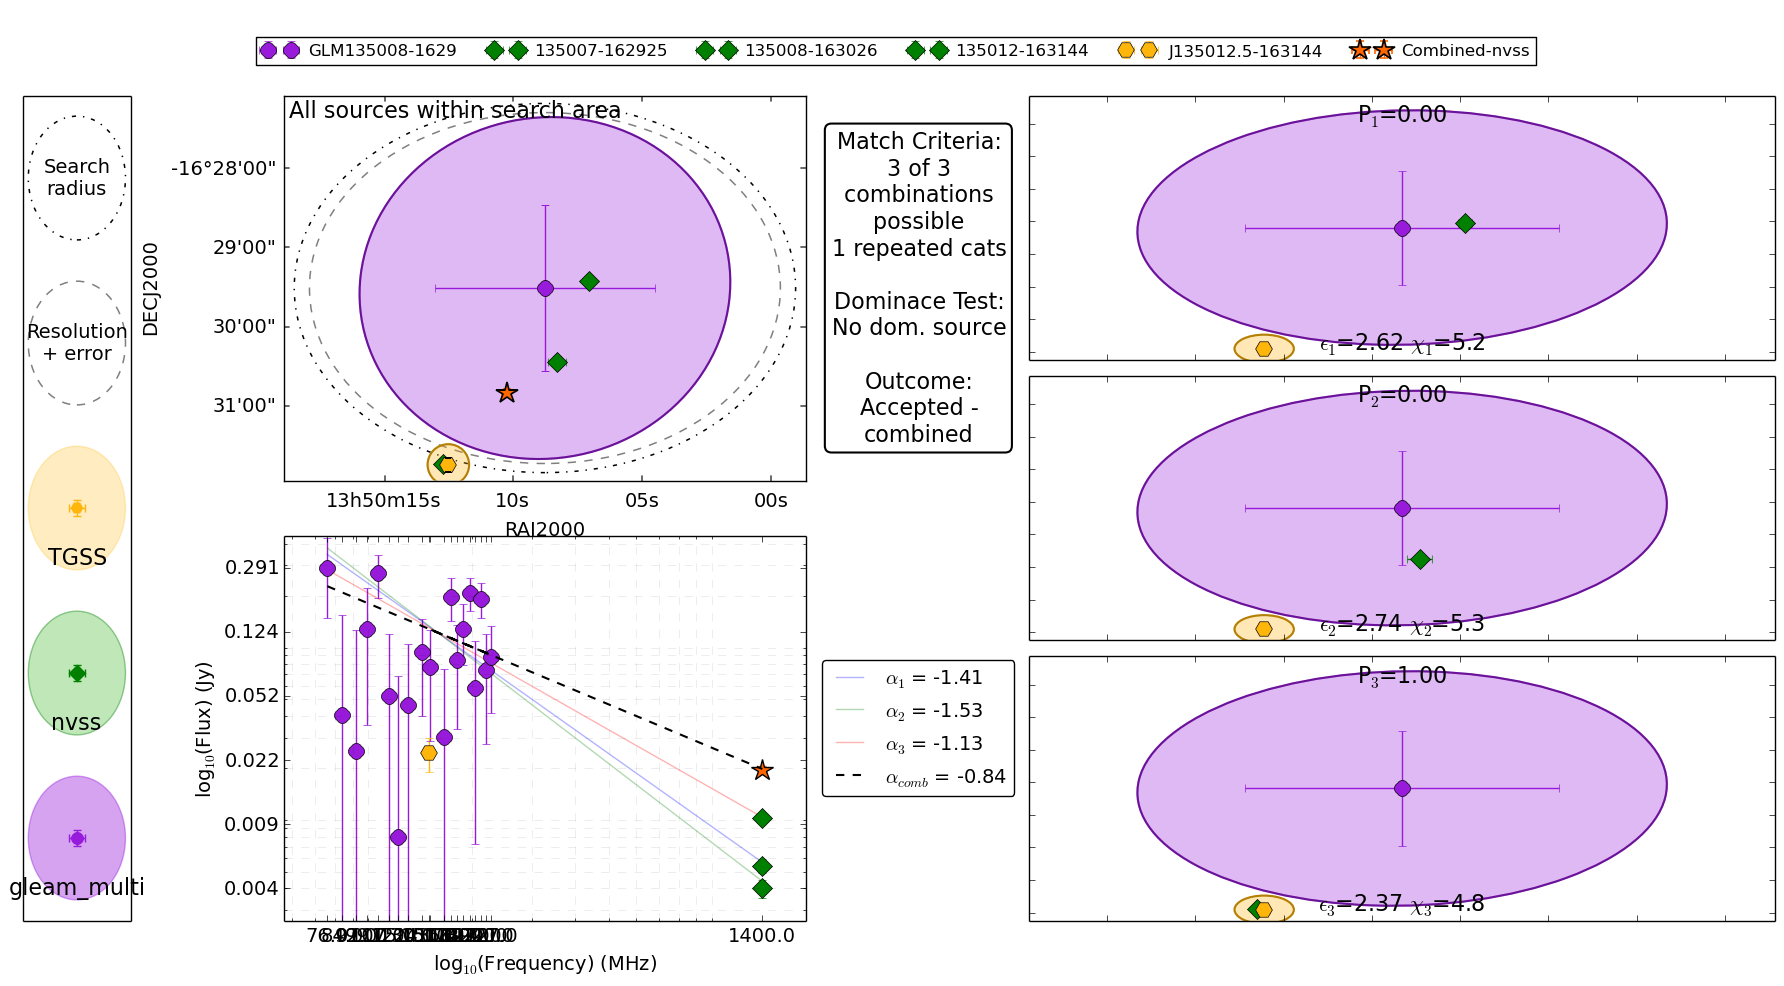 GLM135008-1629 135007-162925 135008-163026 135012-163144 J135012.5-163144 Combined-nvss
Search
radius
Resolution
+ error
TGSS
nvss
gleam_multi
All sources within search area
DECJ2000
-16°28'00"
29'00"
30'00"
31'00"
13h50m15s 10s 05s 00s
RAJ2000
Match Criteria:
3 of 3
combinations
possible
1 repeated cats
Dominace Test:
No dom. source
Outcome:
Accepted -
combined
log₁₀(Flux) (Jy)
0.291
0.124
0.052
0.022
0.009
0.004
1400.0
log₁₀(Frequency) (MHz)
α₁ = -1.41
α₂ = -1.53
α₃ = -1.13
α_comb = -0.84
P₁=0.00
ϵ₁=2.62 χ₁=5.2
P₂=0.00
ϵ₂=2.74 χ₂=5.3
P₃=1.00
ϵ₃=2.37 χ₃=4.8